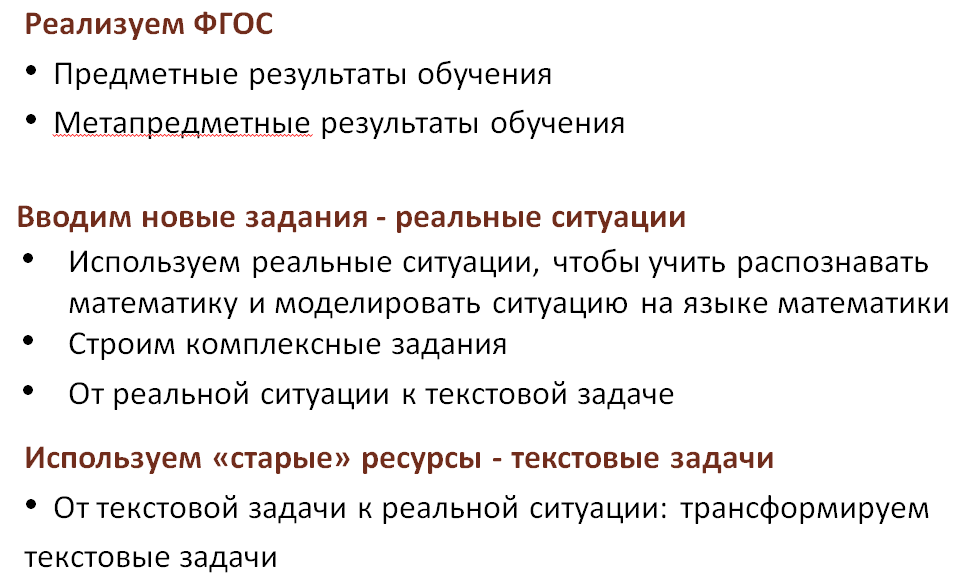 Реализуем ФГОС
• Предметные результаты обучения
• Метапредметные результаты обучения
Вводим новые задания - реальные ситуации
• Используем реальные ситуации, чтобы учить распознавать
математику и моделировать ситуацию на языке математики
• Строим комплексные задания
• От реальной ситуации к текстовой задаче
Используем «старые» ресурсы - текстовые задачи
• От текстовой задачи к реальной ситуации: трансформируем
текстовые задачи